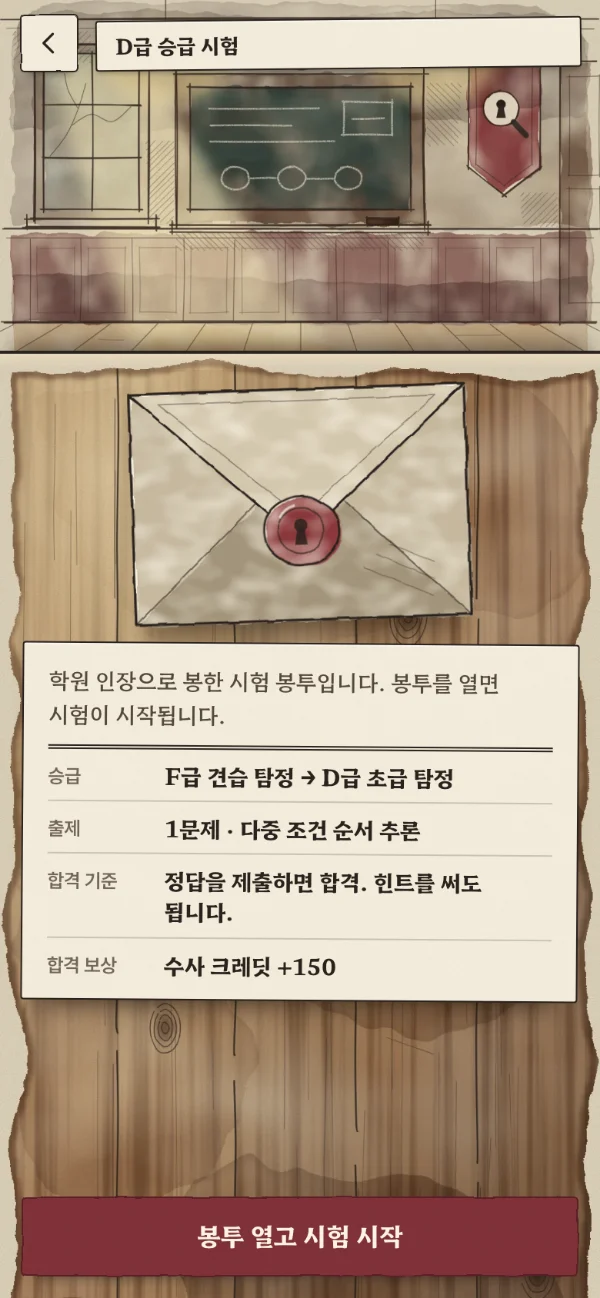 D급 승급 시험
학원 인장으로 봉한 시험 봉투입니다. 봉투를 열면
시험이 시작됩니다.
승급 F급 견습 탐정 → D급 초급 탐정
출제 1문제 · 다중 조건 순서 추론
합격 기준 정답을 제출하면 합격. 힌트를 써도
됩니다.
합격 보상 수사 크레딧 +150
봉투 열고 시험 시작